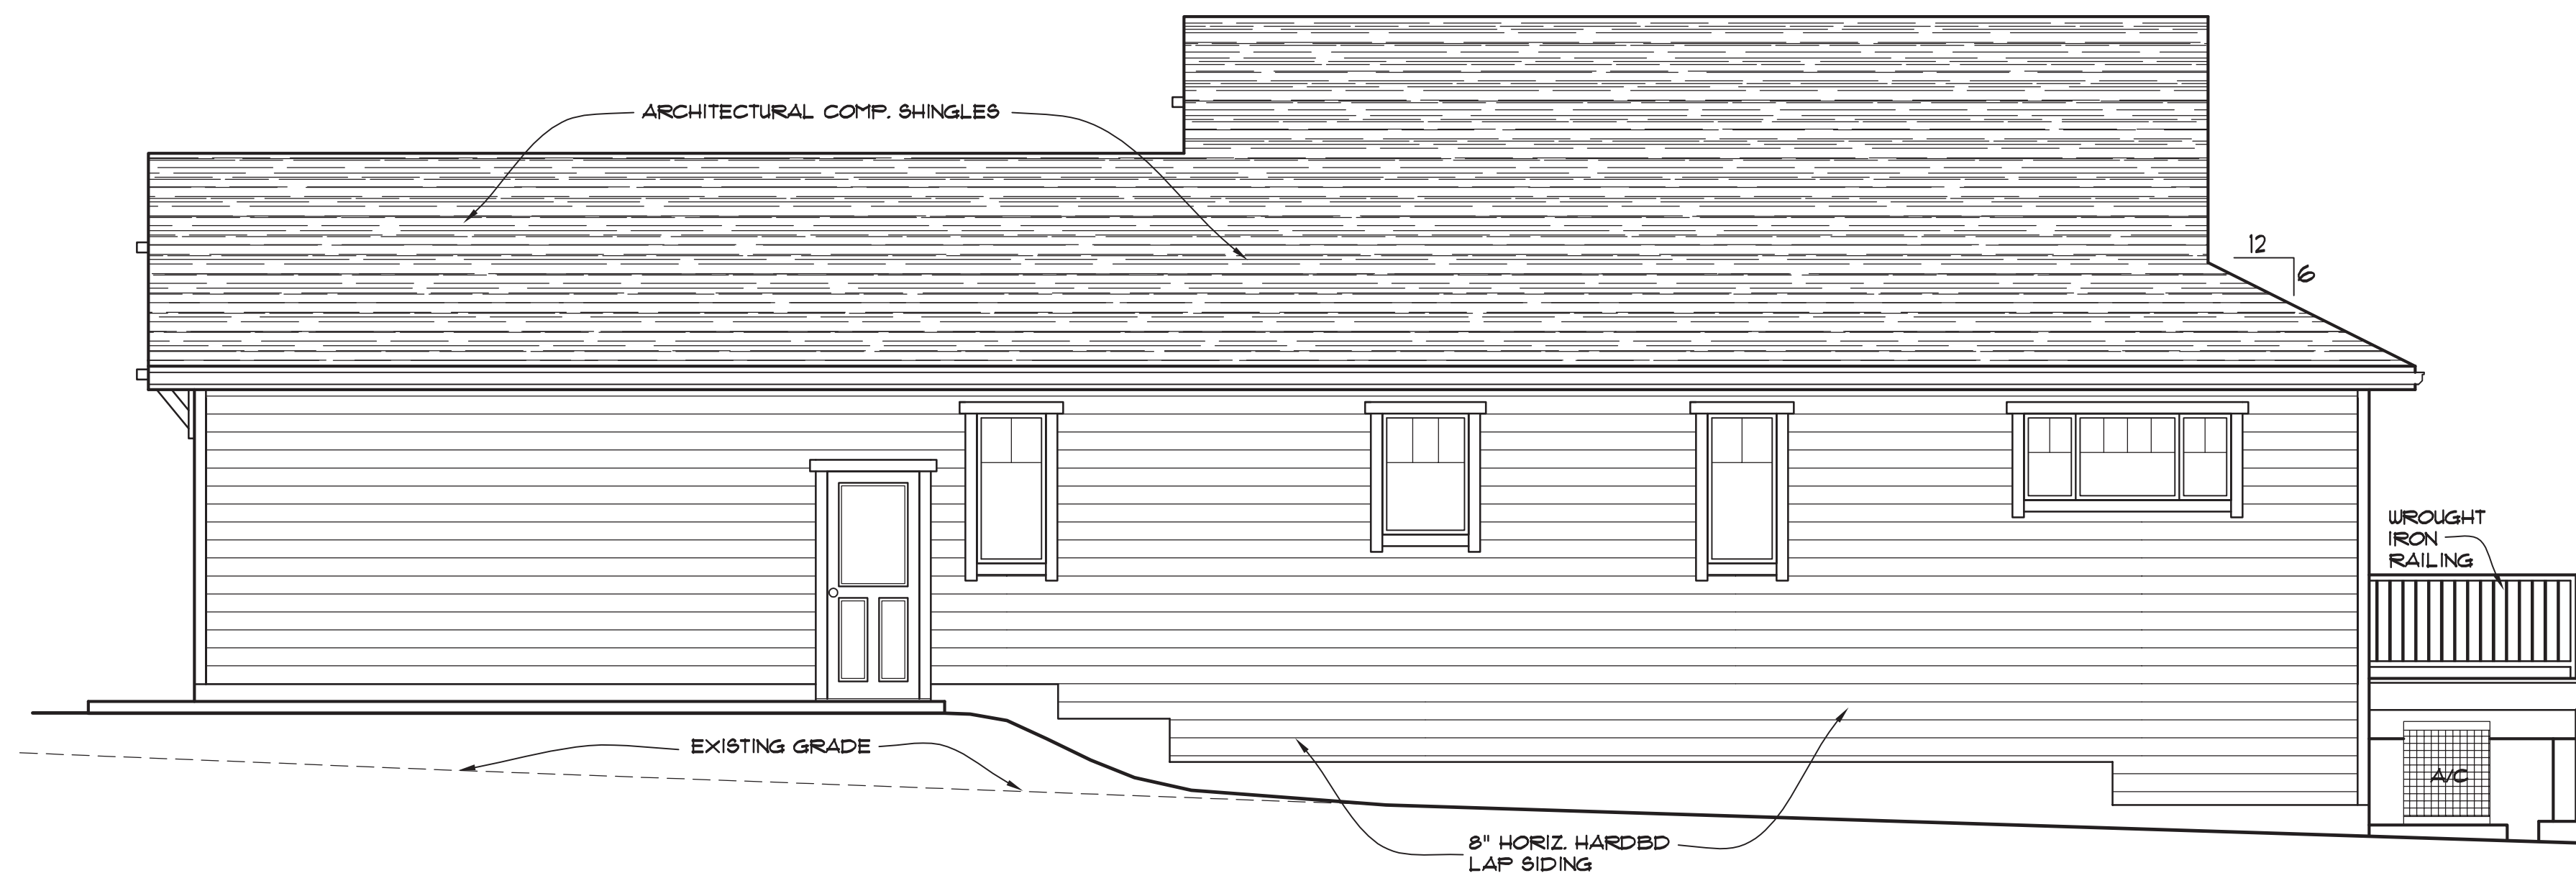 ARCHITECTURAL COMP. SHINGLES
12
6
WROUGHT
IRON
RAILING
EXISTING GRADE
A/C
8" HORIZ. HARDBD
LAP SIDING